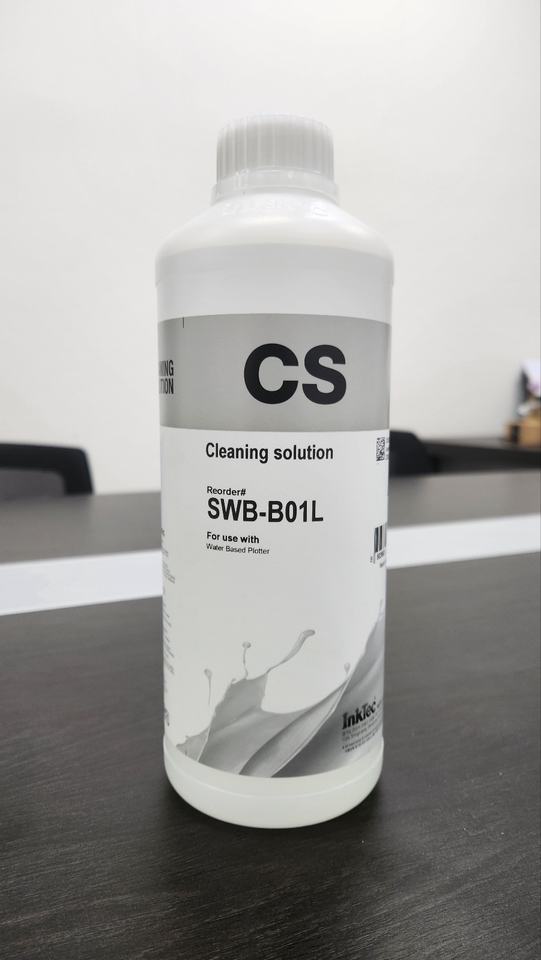 CS
Cleaning solution
Reorder#
SWB-B01L
For use with
Water Based Plotter
InkTec